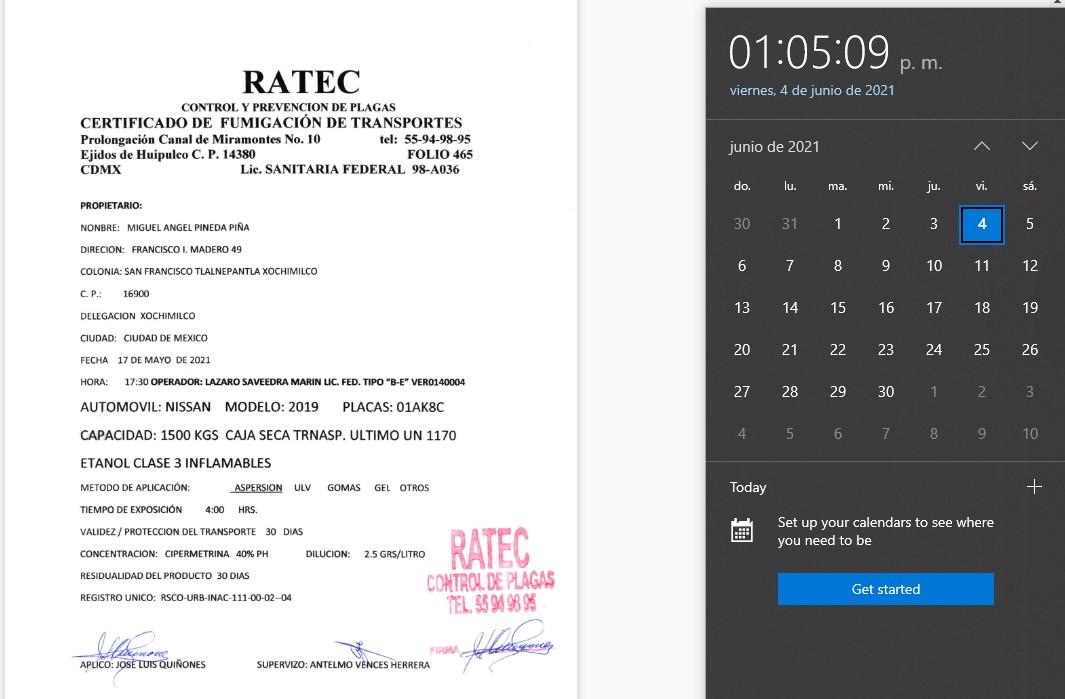 RATEC
CONTROL Y PREVENCION DE PLAGAS
CERTIFICADO DE FUMIGACIÓN DE TRANSPORTES
Prolongación Canal de Miramontes No. 10 tel: 55-94-98-95
Ejidos de Huipulco C. P. 14380 FOLIO 465
CDMX Lic. SANITARIA FEDERAL 98-A036
PROPIETARIO:
NONBRE: MIGUEL ANGEL PINEDA PIÑA
DIRECION: FRANCISCO I. MADERO 49
COLONIA: SAN FRANCISCO TLALNEPANTLA XOCHIMILCO
C. P.: 16900
DELEGACION XOCHIMILCO
CIUDAD: CIUDAD DE MEXICO
FECHA 17 DE MAYO DE 2021
HORA: 17:30 OPERADOR: LAZARO SAVEEDRA MARIN LIC. FED. TIPO “B-E” VER0140004
AUTOMOVIL: NISSAN MODELO: 2019 PLACAS: 01AK8C
CAPACIDAD: 1500 KGS CAJA SECA TRNASP. ULTIMO UN 1170
ETANOL CLASE 3 INFLAMABLES
METODO DE APLICACIÓN: ASPERSION ULV GOMAS GEL OTROS
TIEMPO DE EXPOSICIÓN 4:00 HRS.
VALIDEZ / PROTECCION DEL TRANSPORTE 30 DIAS
CONCENTRACION: CIPERMETRINA 40% PH DILUCION: 2.5 GRS/LITRO
RESIDUALIDAD DEL PRODUCTO 30 DIAS
REGISTRO UNICO: RSCO-URB-INAC-111-00-02--04
RATEC
CONTROL DE PLAGAS
TEL. 55 94 98 95
FIRMA
APLICO: JOSE LUIS QUIÑONES SUPERVIZO: ANTELMO VENCES HERRERA
01:05:09 p. m.
viernes, 4 de junio de 2021
junio de 2021
do. lu. ma. mi. ju. vi. sá.
30 31 1 2 3 4 5
6 7 8 9 10 11 12
13 14 15 16 17 18 19
20 21 22 23 24 25 26
27 28 29 30 1 2 3
4 5 6 7 8 9 10
Today
Set up your calendars to see where
you need to be
Get started